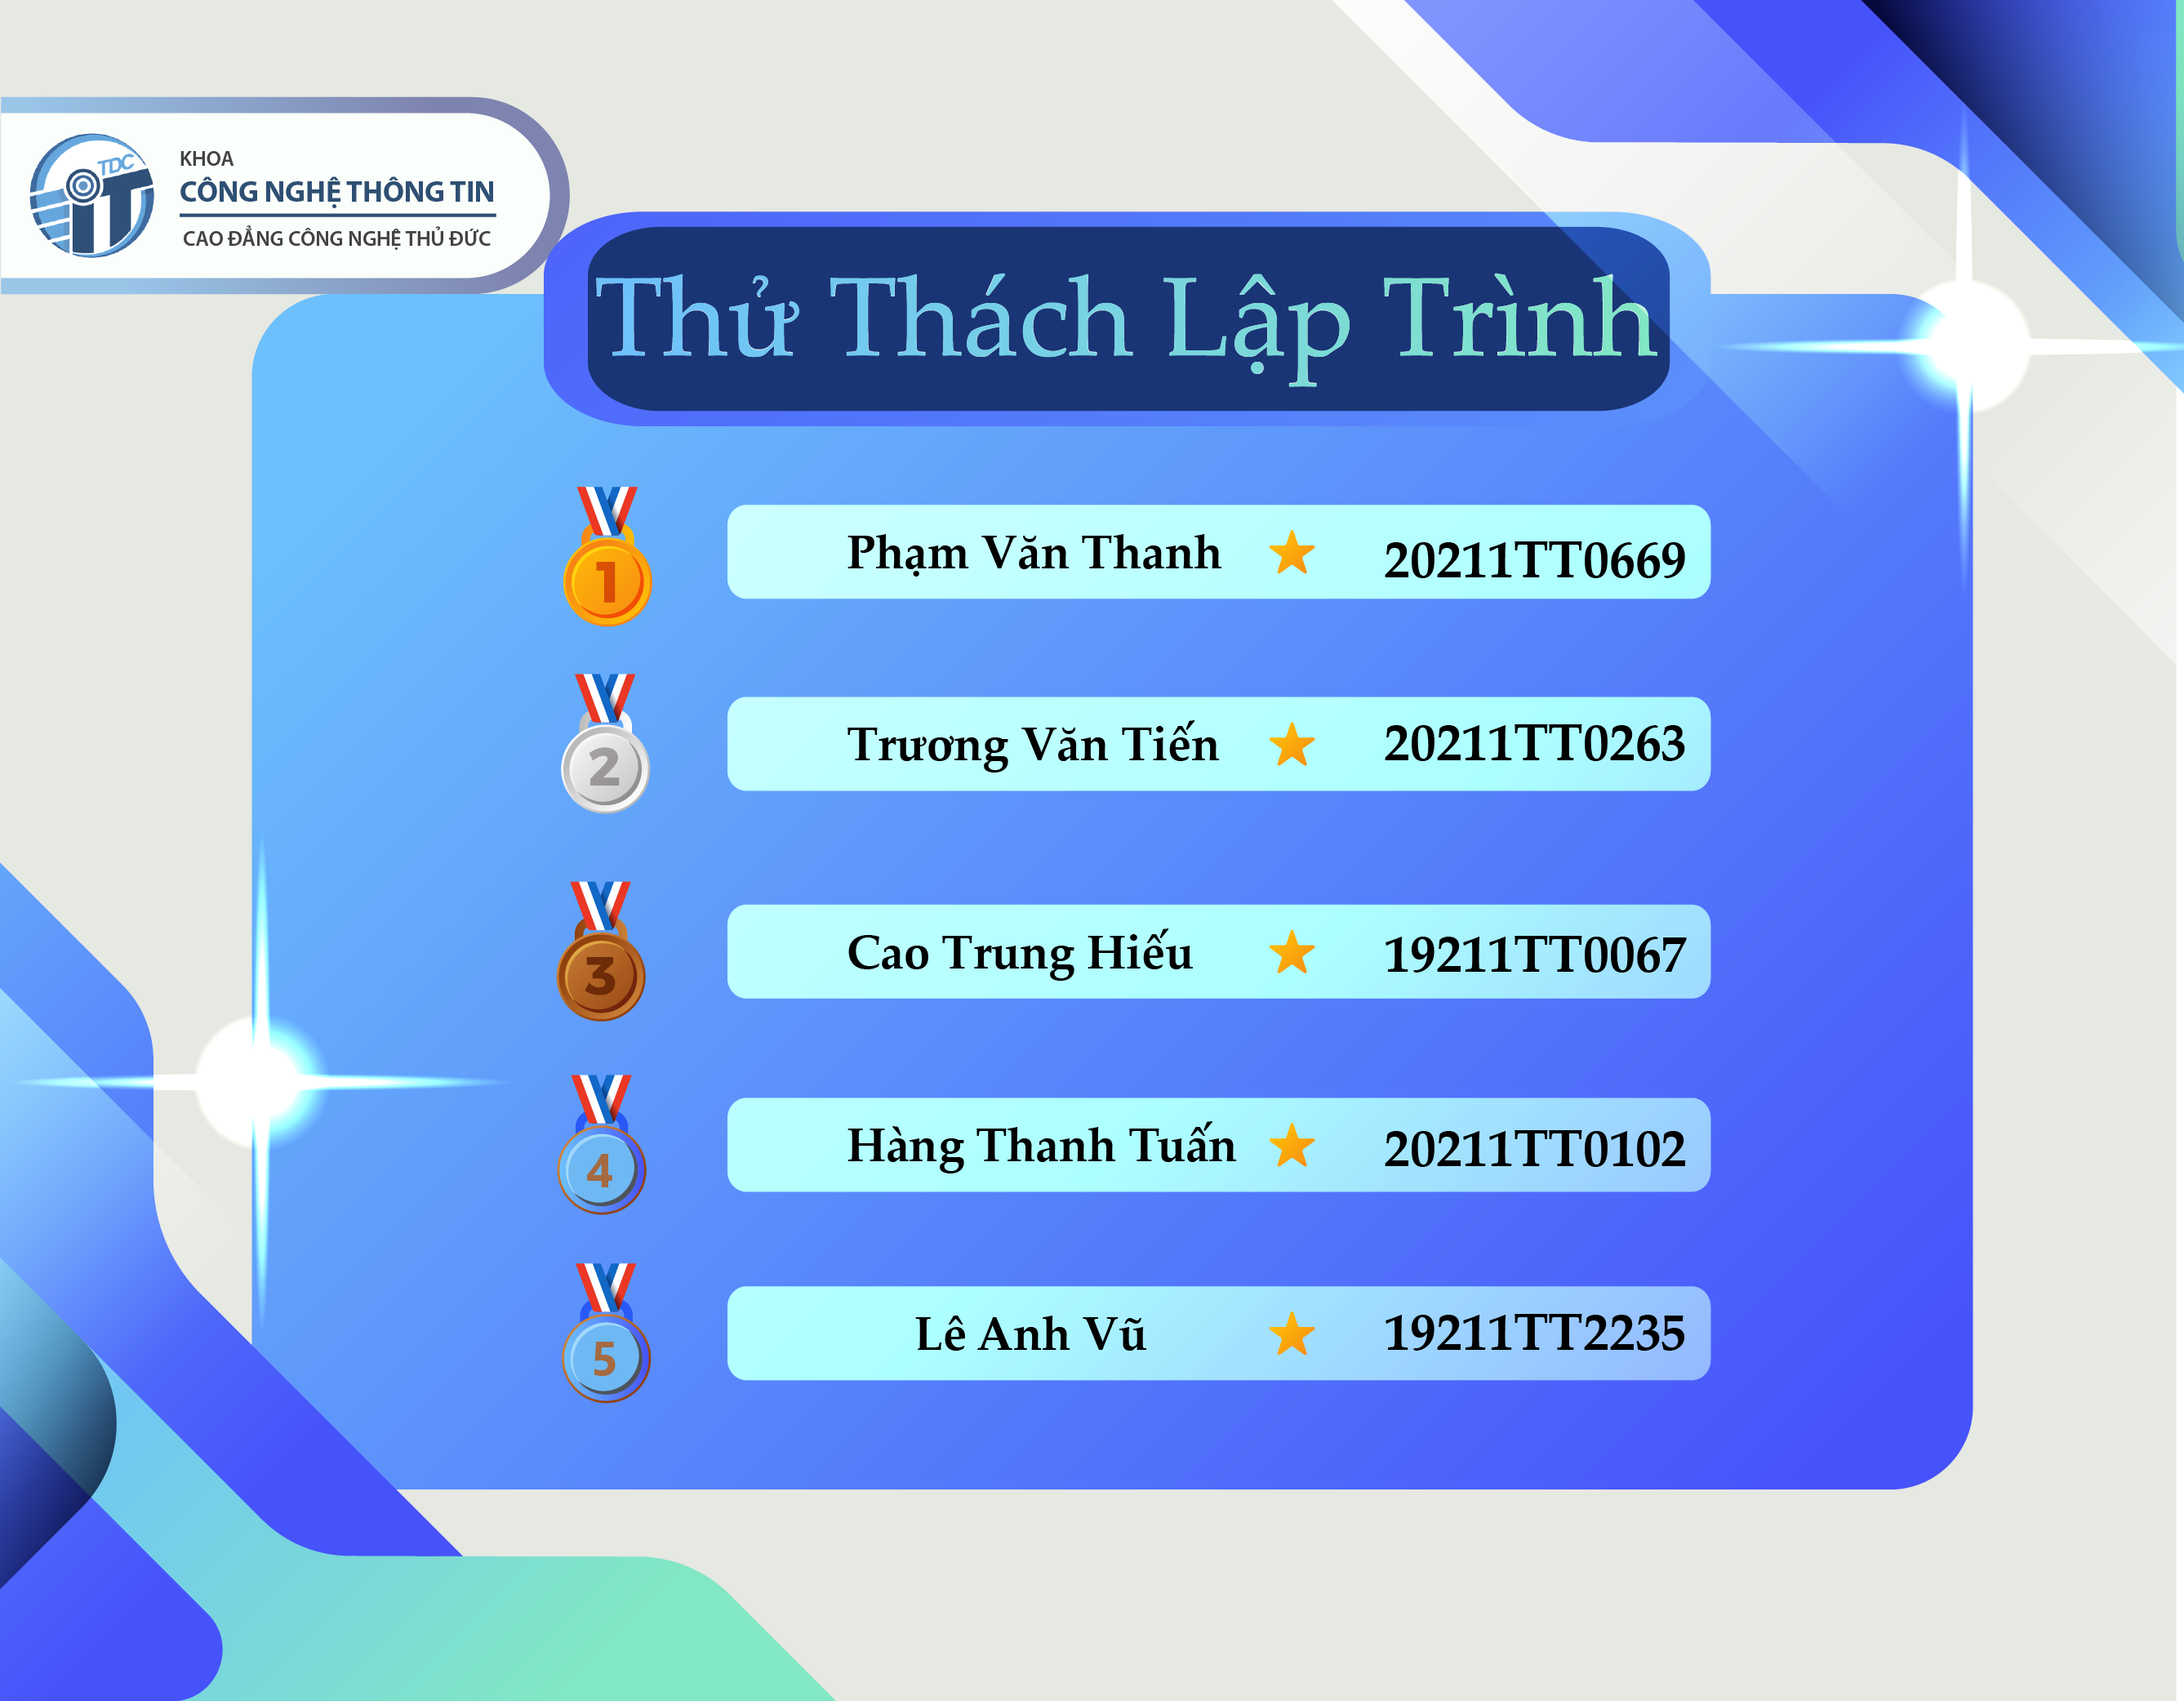 TDC
iT
KHOA
CÔNG NGHỆ THÔNG TIN
CAO ĐẲNG CÔNG NGHỆ THỦ ĐỨC
Thử Thách Lập Trình
1 Phạm Văn Thanh 20211TT0669
2 Trương Văn Tiến 20211TT0263
3 Cao Trung Hiếu 19211TT0067
4 Hàng Thanh Tuấn 20211TT0102
5 Lê Anh Vũ 19211TT2235